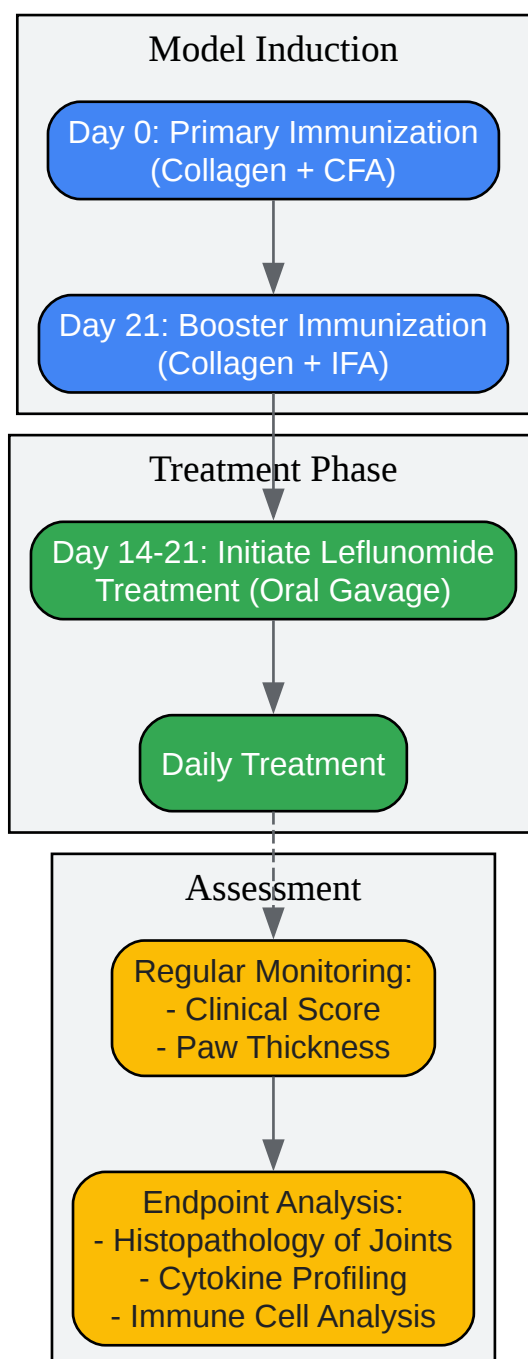 Model Induction
Day 0: Primary Immunization
(Collagen + CFA)
Day 21: Booster Immunization
(Collagen + IFA)
Treatment Phase
Day 14-21: Initiate Leflunomide
Treatment (Oral Gavage)
Daily Treatment
Assessment
Regular Monitoring:
- Clinical Score
- Paw Thickness
Endpoint Analysis:
- Histopathology of Joints
- Cytokine Profiling
- Immune Cell Analysis